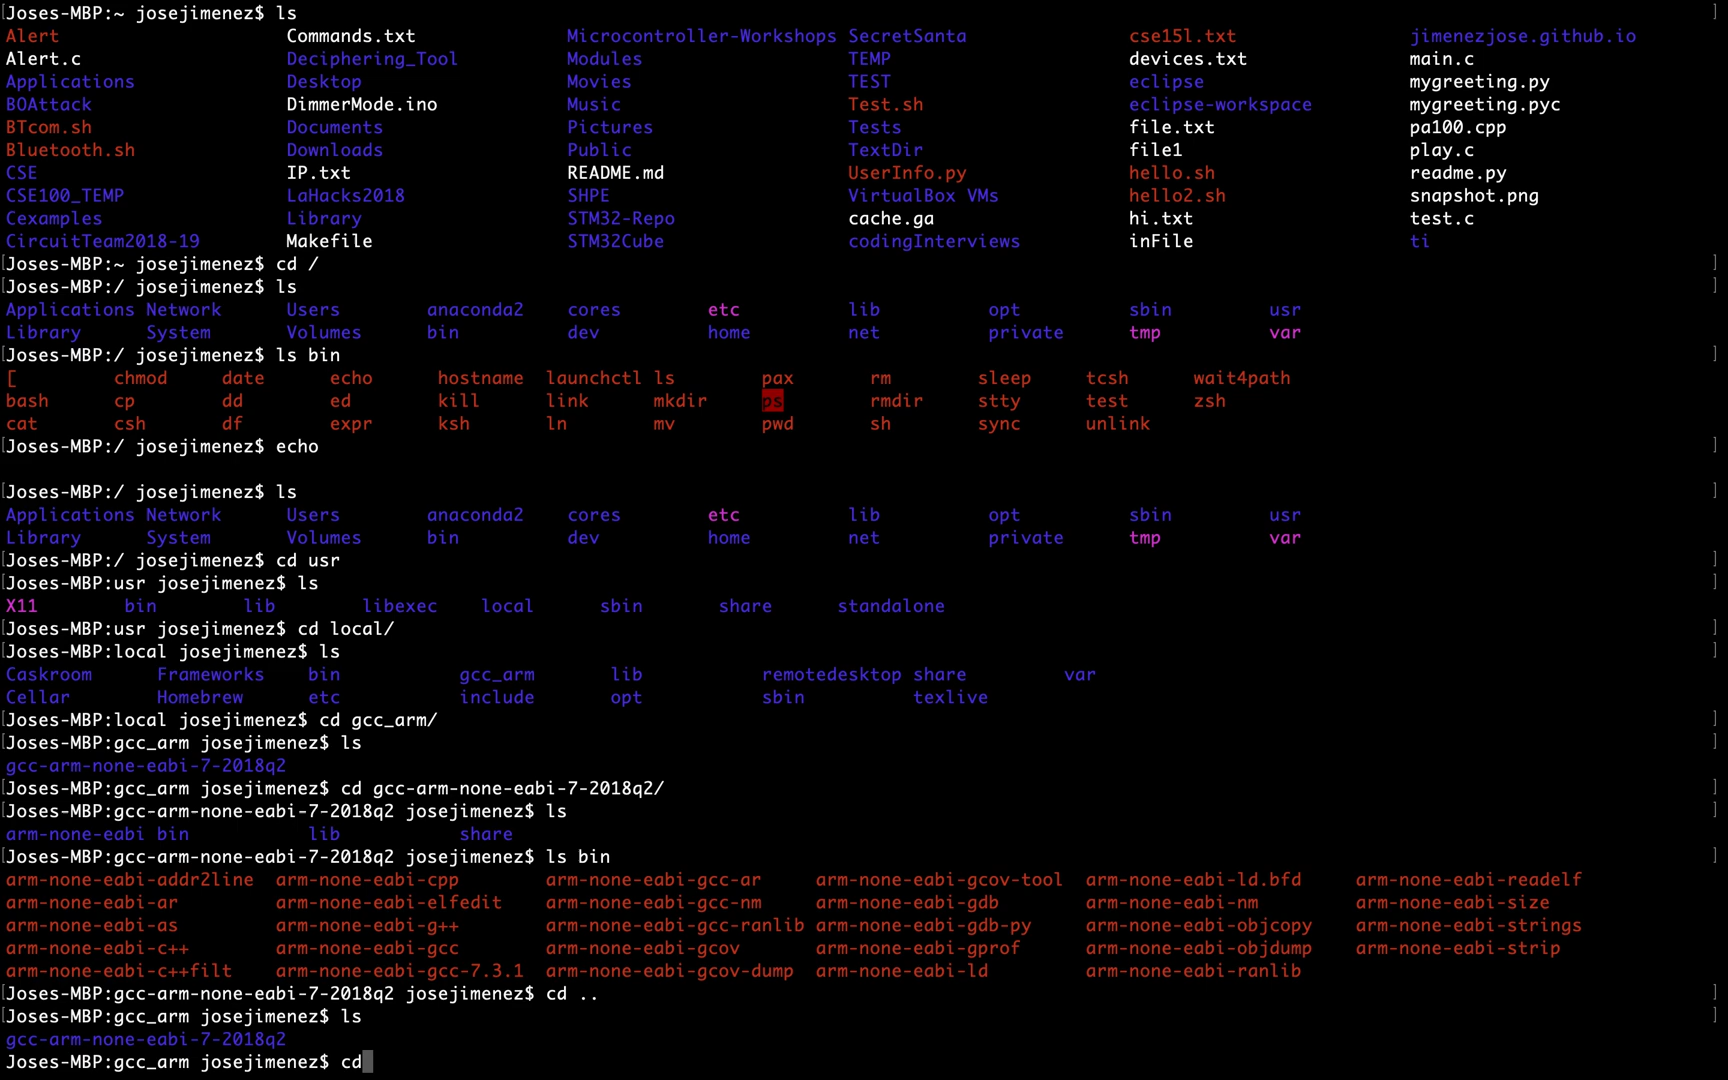 [Joses-MBP:~ josejimenez$ ls ]
Alert Commands.txt Microcontroller-Workshops SecretSanta cse15l.txt jimenezjose.github.io
Alert.c Deciphering_Tool Modules TEMP devices.txt main.c
Applications Desktop Movies TEST eclipse mygreeting.py
BOAttack DimmerMode.ino Music Test.sh eclipse-workspace mygreeting.pyc
BTcom.sh Documents Pictures Tests file.txt pa100.cpp
Bluetooth.sh Downloads Public TextDir file1 play.c
CSE IP.txt README.md UserInfo.py hello.sh readme.py
CSE100_TEMP LaHacks2018 SHPE VirtualBox VMs hello2.sh snapshot.png
Cexamples Library STM32-Repo cache.ga hi.txt test.c
CircuitTeam2018-19 Makefile STM32Cube codingInterviews inFile ti
[Joses-MBP:~ josejimenez$ cd / ]
[Joses-MBP:/ josejimenez$ ls ]
Applications Network Users anaconda2 cores etc lib opt sbin usr
Library System Volumes bin dev home net private tmp var
[Joses-MBP:/ josejimenez$ ls bin ]
[ chmod date echo hostname launchctl ls pax rm sleep tcsh wait4path
bash cp dd ed kill link mkdir ps rmdir stty test zsh
cat csh df expr ksh ln mv pwd sh sync unlink
[Joses-MBP:/ josejimenez$ echo ]
[Joses-MBP:/ josejimenez$ ls ]
Applications Network Users anaconda2 cores etc lib opt sbin usr
Library System Volumes bin dev home net private tmp var
[Joses-MBP:/ josejimenez$ cd usr ]
[Joses-MBP:usr josejimenez$ ls ]
X11 bin lib libexec local sbin share standalone
[Joses-MBP:usr josejimenez$ cd local/ ]
[Joses-MBP:local josejimenez$ ls ]
Caskroom Frameworks bin gcc_arm lib remotedesktop share var
Cellar Homebrew etc include opt sbin texlive
[Joses-MBP:local josejimenez$ cd gcc_arm/ ]
[Joses-MBP:gcc_arm josejimenez$ ls ]
gcc-arm-none-eabi-7-2018q2
[Joses-MBP:gcc_arm josejimenez$ cd gcc-arm-none-eabi-7-2018q2/ ]
[Joses-MBP:gcc-arm-none-eabi-7-2018q2 josejimenez$ ls ]
arm-none-eabi bin lib share
[Joses-MBP:gcc-arm-none-eabi-7-2018q2 josejimenez$ ls bin ]
arm-none-eabi-addr2line arm-none-eabi-cpp arm-none-eabi-gcc-ar arm-none-eabi-gcov-tool arm-none-eabi-ld.bfd arm-none-eabi-readelf
arm-none-eabi-ar arm-none-eabi-elfedit arm-none-eabi-gcc-nm arm-none-eabi-gdb arm-none-eabi-nm arm-none-eabi-size
arm-none-eabi-as arm-none-eabi-g++ arm-none-eabi-gcc-ranlib arm-none-eabi-gdb-py arm-none-eabi-objcopy arm-none-eabi-strings
arm-none-eabi-c++ arm-none-eabi-gcc arm-none-eabi-gcov arm-none-eabi-gprof arm-none-eabi-objdump arm-none-eabi-strip
arm-none-eabi-c++filt arm-none-eabi-gcc-7.3.1 arm-none-eabi-gcov-dump arm-none-eabi-ld arm-none-eabi-ranlib
[Joses-MBP:gcc-arm-none-eabi-7-2018q2 josejimenez$ cd .. ]
[Joses-MBP:gcc_arm josejimenez$ ls ]
gcc-arm-none-eabi-7-2018q2
Joses-MBP:gcc_arm josejimenez$ cd